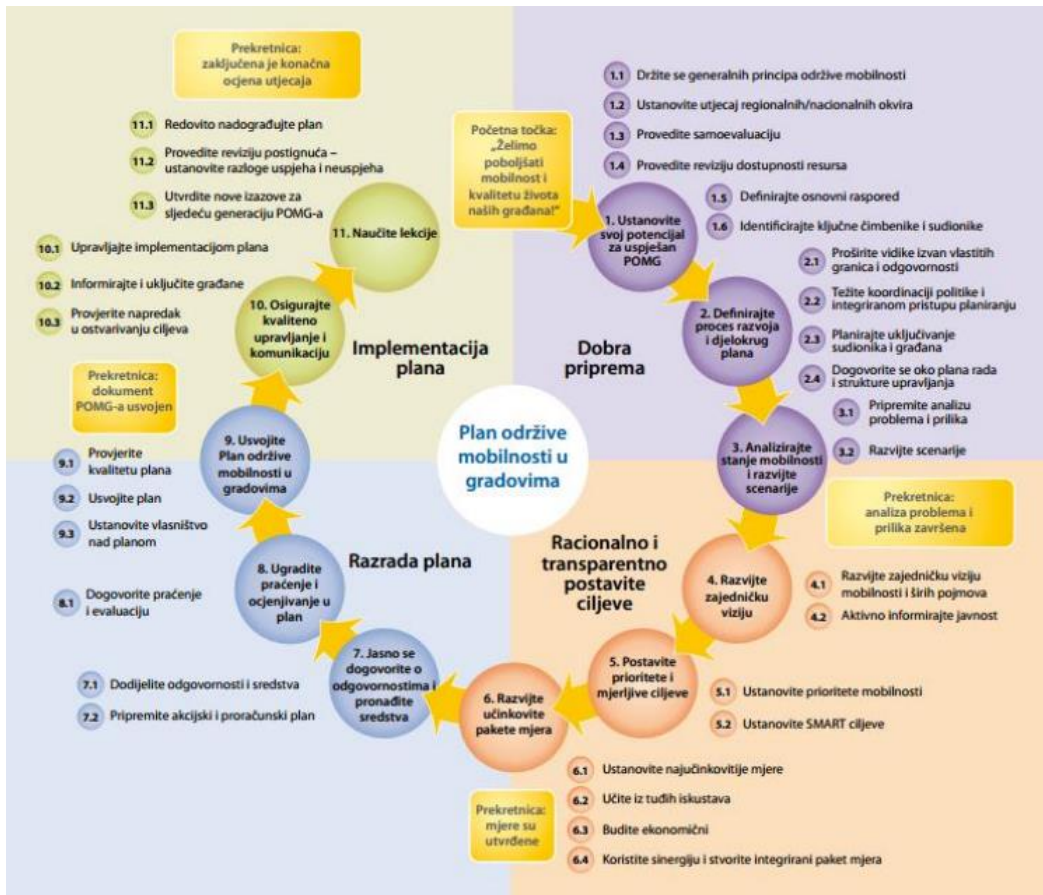 Prekretnica:
zaključena je konačna
ocjena utjecaja
11.1 Redovito nadograđujte plan
11.2 Provedite reviziju postignuća –
ustanovite razloge uspjeha i neuspjeha
11.3 Utvrdite nove izazove za
sljedeću generaciju POMG-a
11. Naučite lekcije
10.1 Upravljajte implementacijom plana
10.2 Informirajte i uključite građane
10.3 Provjerite napredak
u ostvarivanju ciljeva
10. Osigurajte
kvaliteno
upravljanje i
komunikaciju
Implementacija
plana
Početna točka:
„Želimo
poboljšati
mobilnost i
kvalitetu života
naših građana!”
1.1 Držite se generalnih principa održive mobilnosti
1.2 Ustanovite utjecaj regionalnih/nacionalnih okvira
1.3 Provedite samoevaluaciju
1.4 Provedite reviziju dostupnosti resursa
1.5 Definirajte osnovni raspored
1.6 Identificirajte ključne čimbenike i sudionike
1. Ustanovite
svoj potencijal
za uspješan
POMG
2.1 Proširite vidike izvan vlastitih
granica i odgovornosti
2.2 Težite koordinaciji politike i
integriranom pristupu planiranju
2.3 Planirajte uključivanje
sudionika i građana
2.4 Dogovorite se oko plana rada
i strukture upravljanja
2. Definirajte
proces razvoja
i djelokrug
plana
Dobra
priprema
3.1 Pripremite analizu
problema i prilika
3.2 Razvijte scenarije
3. Analizirajte
stanje mobilnosti
i razvijte
scenarije
Prekretnica:
dokument
POMG-a usvojen
9. Usvojite
Plan održive
mobilnosti u
gradovima
9.1 Provjerite
kvalitetu plana
9.2 Usvojite plan
9.3 Ustanovite vlasništvo
nad planom
Plan održive
mobilnosti u
gradovima
Prekretnica:
analiza problema i
prilika završena
Razrada plana
8. Ugradite
praćenje i
ocjenjivanje u
plan
8.1 Dogovorite praćenje
i evaluaciju
Racionalno i
transparentno
postavite
ciljeve
4. Razvijte
zajedničku
viziju
4.1 Razvijte zajedničku viziju
mobilnosti i širih pojmova
4.2 Aktivno informirajte javnost
7. Jasno se
dogovorite o
odgovornostima i
pronađite
sredstva
7.1 Dodijelite odgovornosti i sredstva
7.2 Pripremite akcijski i proračunski plan
5. Postavite
prioritete i
mjerljive ciljeve
5.1 Ustanovite prioritete mobilnosti
5.2 Ustanovite SMART ciljeve
6. Razvijte
učinkovite
pakete mjera
Prekretnica:
mjere su
utvrđene
6.1 Ustanovite najučinkovitije mjere
6.2 Učite iz tuđih iskustava
6.3 Budite ekonomični
6.4 Koristite sinergiju i stvorite integrirani paket mjera